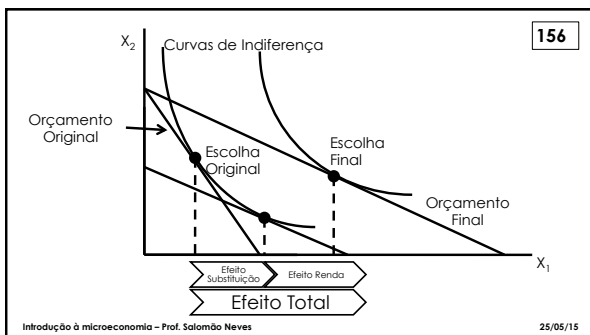 156
X2
Curvas de Indiferença
Orçamento
Original
Escolha
Original
Escolha
Final
Orçamento
Final
X1
Efeito
Substituição
Efeito Renda
Efeito Total
Introdução à microeconomia – Prof. Salomão Neves
25/05/15